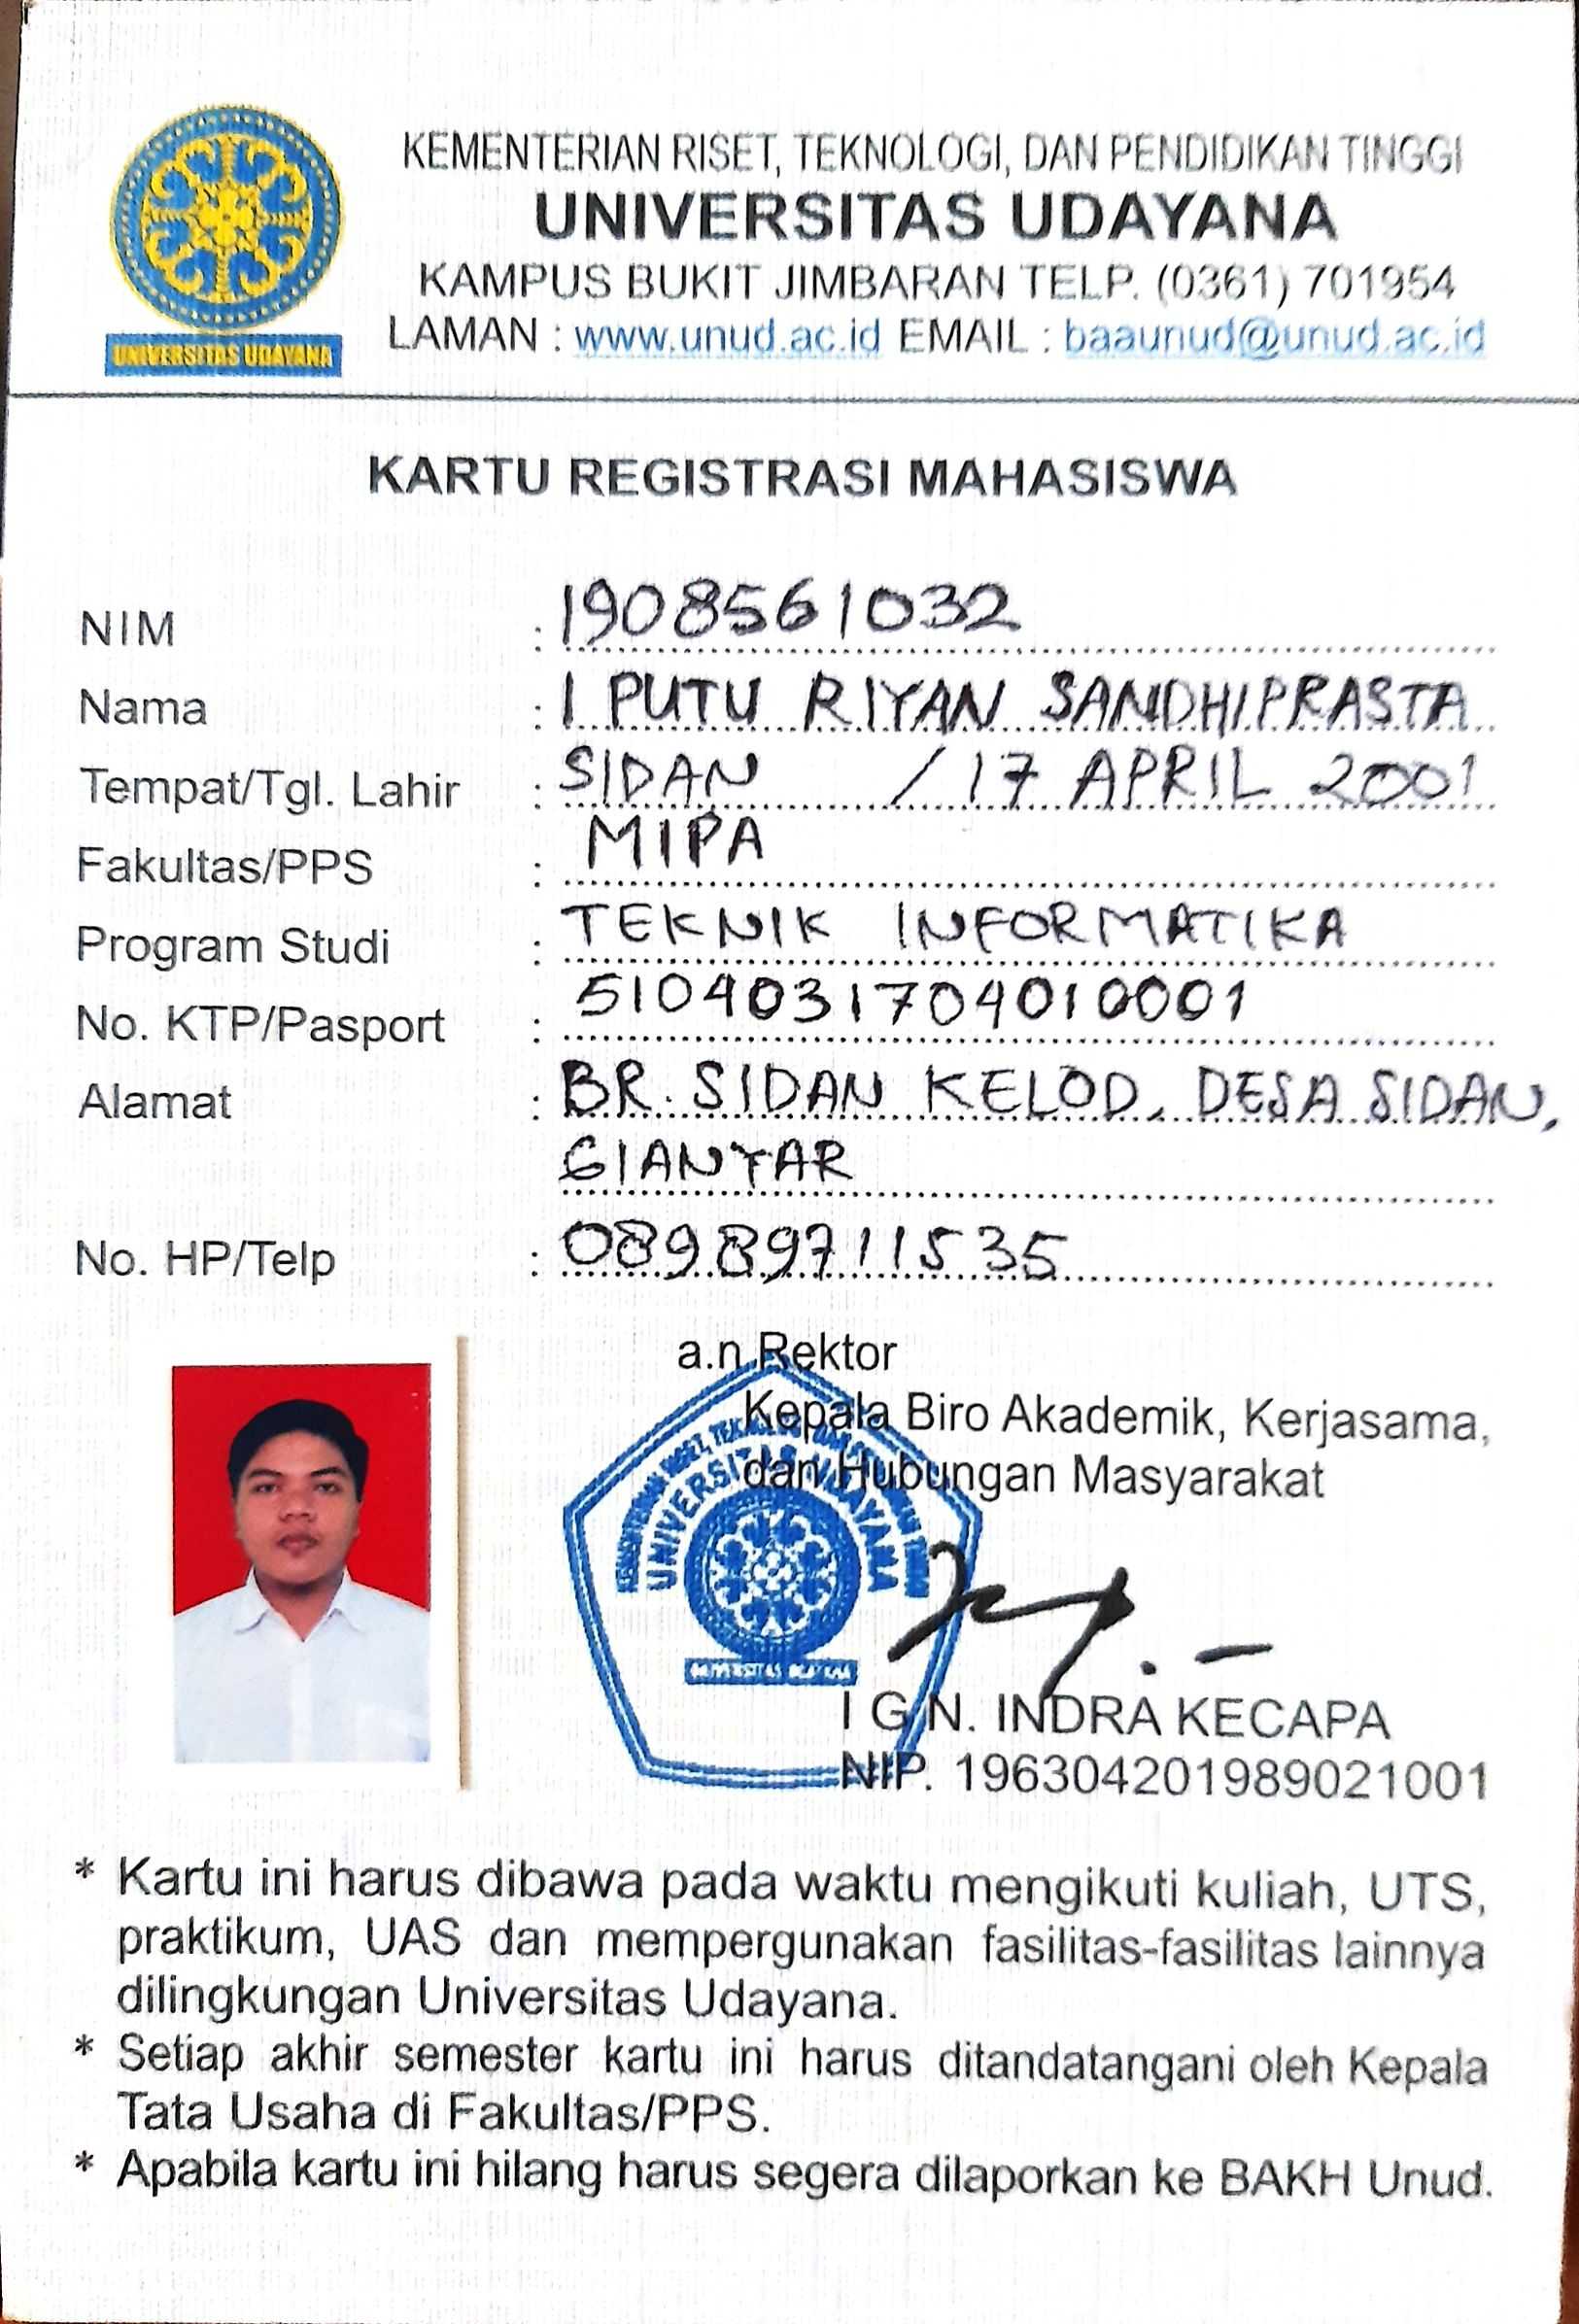 KEMENTERIAN RISET, TEKNOLOGI, DAN PENDIDIKAN TINGGI
UNIVERSITAS UDAYANA
KAMPUS BUKIT JIMBARAN TELP. (0361) 701954
LAMAN : www.unud.ac.id EMAIL : baaunud@unud.ac.id
UNIVERSITAS UDAYANA
KARTU REGISTRASI MAHASISWA
NIM : 1908561032
Nama : I PUTU RIYAN SANDHIPRASTA
Tempat/Tgl. Lahir : SIDAN / 17 APRIL 2001
Fakultas/PPS : MIPA
Program Studi : TEKNIK INFORMATIKA
No. KTP/Pasport : 5104031704010001
Alamat : BR. SIDAN KELOD, DESA SIDAN,
GIANYAR
No. HP/Telp : 08989711535
a.n Rektor
Kepala Biro Akademik, Kerjasama,
dan Hubungan Masyarakat
UNIVERSITAS UDAYANA
UNIVERSITAS UDAYANA
I G.N. INDRA KECAPA
NIP. 196304201989021001
* Kartu ini harus dibawa pada waktu mengikuti kuliah, UTS,
praktikum, UAS dan mempergunakan fasilitas-fasilitas lainnya
dilingkungan Universitas Udayana.
* Setiap akhir semester kartu ini harus ditandatangani oleh Kepala
Tata Usaha di Fakultas/PPS.
* Apabila kartu ini hilang harus segera dilaporkan ke BAKH Unud.